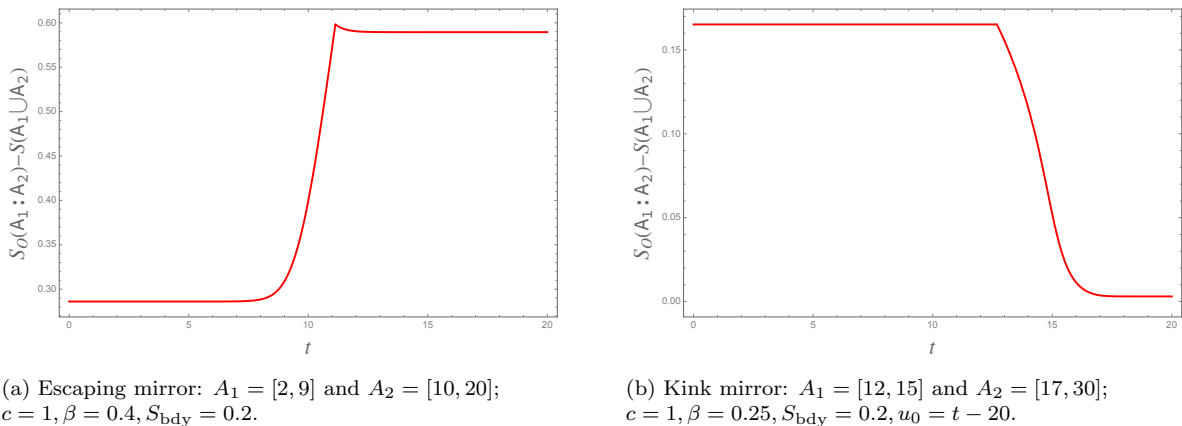 0.60
0.55
0.50
0.45
0.40
0.35
0.30
0 5 10 15 20
t
S_O(A_1 : A_2)−S(A_1⋃A_2)
0.15
0.10
0.05
0.00
0 5 10 15 20
t
S_O(A_1 : A_2)−S(A_1⋃A_2)
(a) Escaping mirror: A_1 = [2, 9] and A_2 = [10, 20];
c = 1, β = 0.4, S_bdy = 0.2.
(b) Kink mirror: A_1 = [12, 15] and A_2 = [17, 30];
c = 1, β = 0.25, S_bdy = 0.2, u_0 = t − 20.